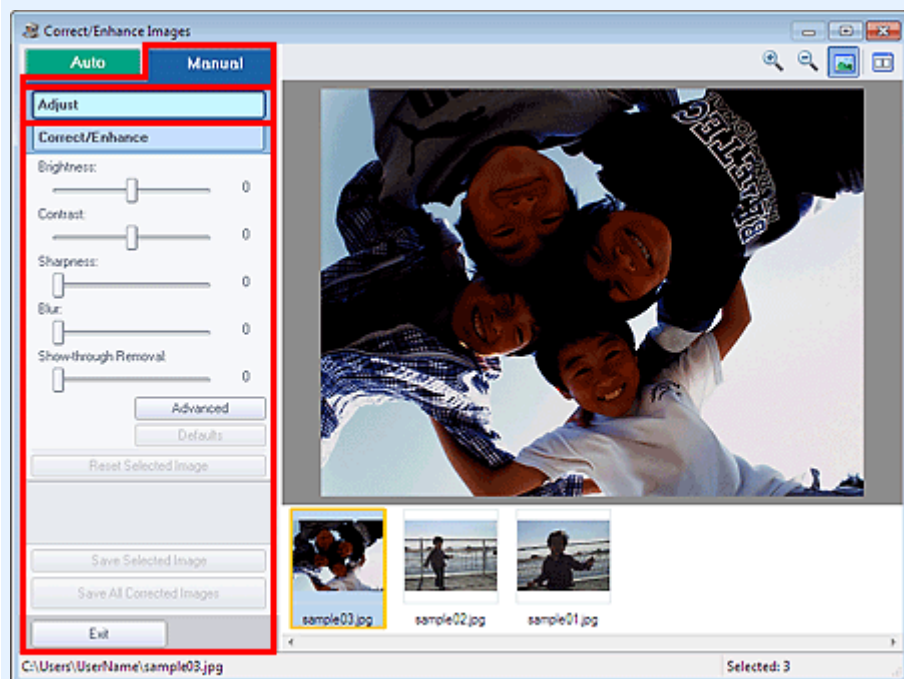 Correct/Enhance Images
Auto
Manual
Adjust
Correct/Enhance
Brightness:
0
Contrast:
0
Sharpness:
0
Blur:
0
Show-through Removal:
0
Advanced
Defaults
Reset Selected Image
Save Selected Image
Save All Corrected Images
Exit
sample03.jpg
sample02.jpg
sample01.jpg
C:\Users\UserName\sample03.jpg
Selected: 3